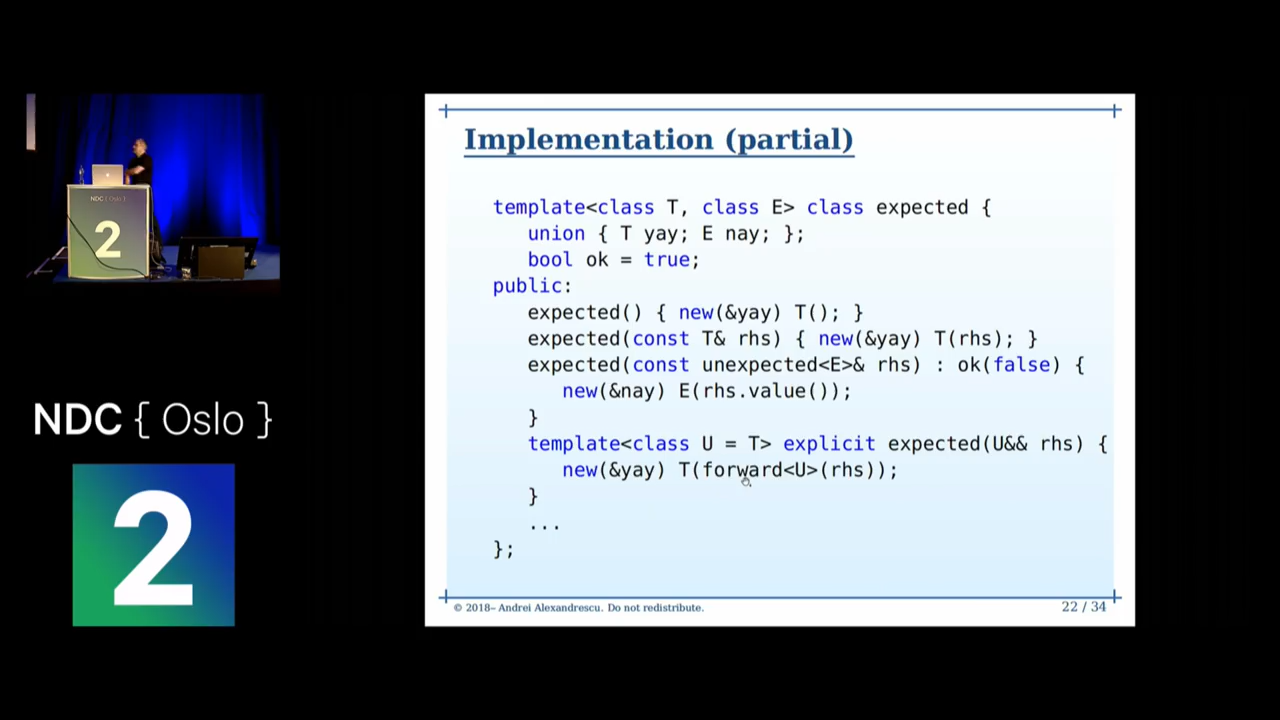 NDC { Oslo }
2
NDC { Oslo }
2
Implementation (partial)
template<class T, class E> class expected {
union { T yay; E nay; };
bool ok = true;
public:
expected() { new(&yay) T(); }
expected(const T& rhs) { new(&yay) T(rhs); }
expected(const unexpected<E>& rhs) : ok(false) {
new(&nay) E(rhs.value());
}
template<class U = T> explicit expected(U&& rhs) {
new(&yay) T(forward<U>(rhs));
}
...
};
© 2018– Andrei Alexandrescu. Do not redistribute.
22 / 34